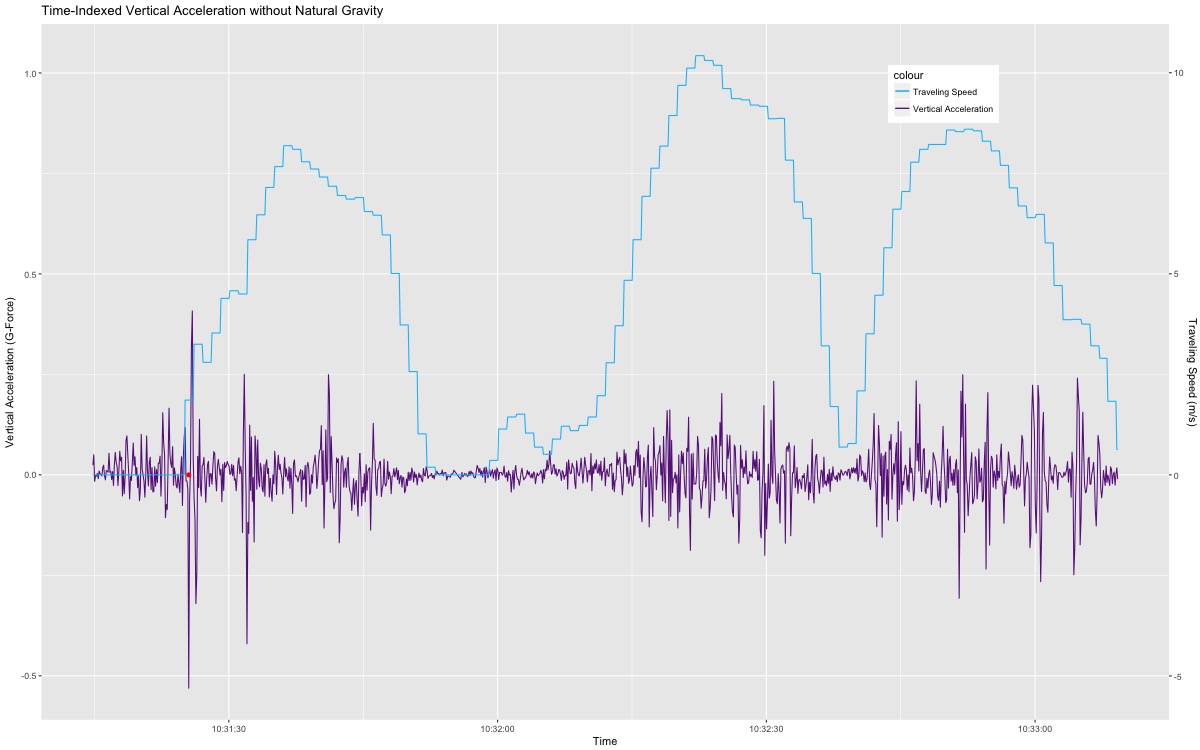 Time-Indexed Vertical Acceleration without Natural Gravity
Vertical Acceleration (G-Force)
1.0
0.5
0.0
-0.5
colour
Traveling Speed
Vertical Acceleration
10
5
0
-5
Traveling Speed (m/s)
10:31:30
10:32:00
10:32:30
10:33:00
Time